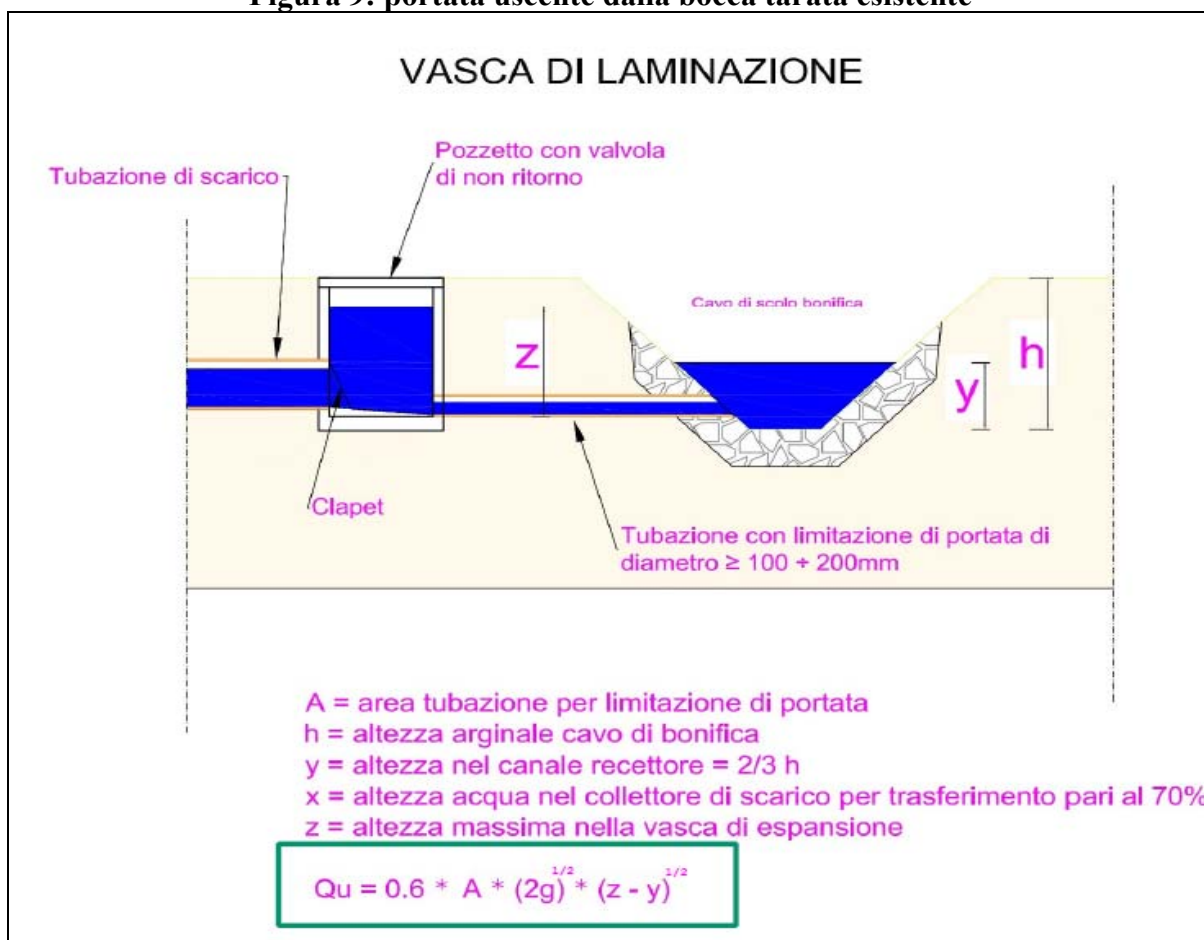 Figura 9: portata uscente dalla bocca tarata esistente
VASCA DI LAMINAZIONE
Pozzetto con valvola
di non ritorno
Tubazione di scarico
Cavo di scolo bonifica
z
h
y
Clapet
Tubazione con limitazione di portata di
diametro ≥ 100 ÷ 200mm
A = area tubazione per limitazione di portata
h = altezza arginale cavo di bonifica
y = altezza nel canale recettore = 2/3 h
x = altezza acqua nel collettore di scarico per trasferimento pari al 70%
z = altezza massima nella vasca di espansione
Qu = 0.6 * A * (2g)^1/2 * (z - y)^1/2